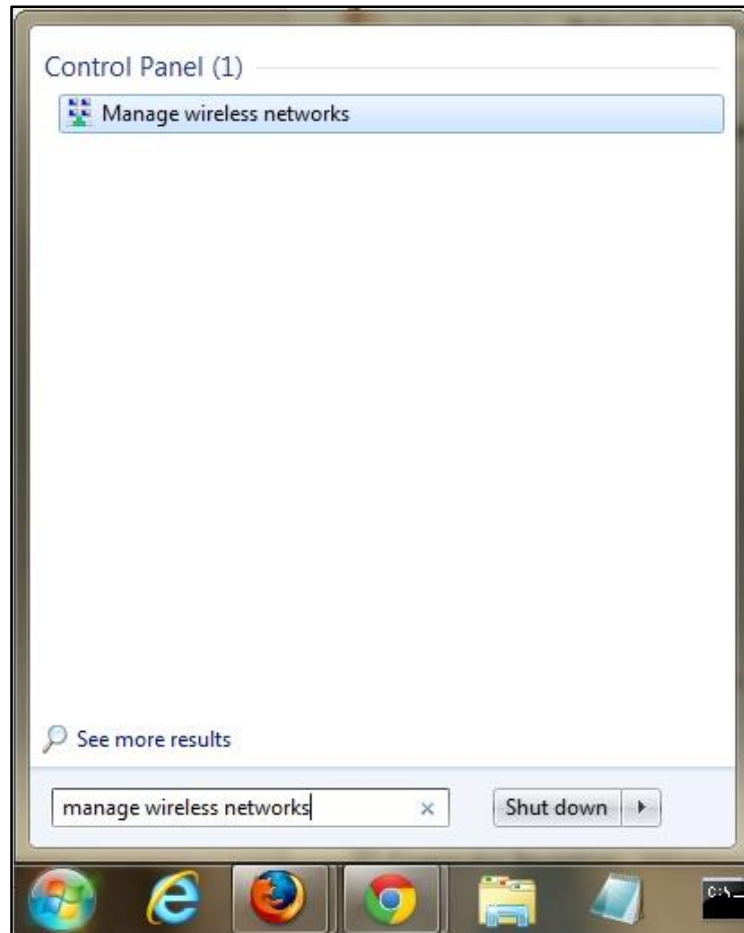 Control Panel (1)
Manage wireless networks
See more results
manage wireless networks
Shut down
C:\_